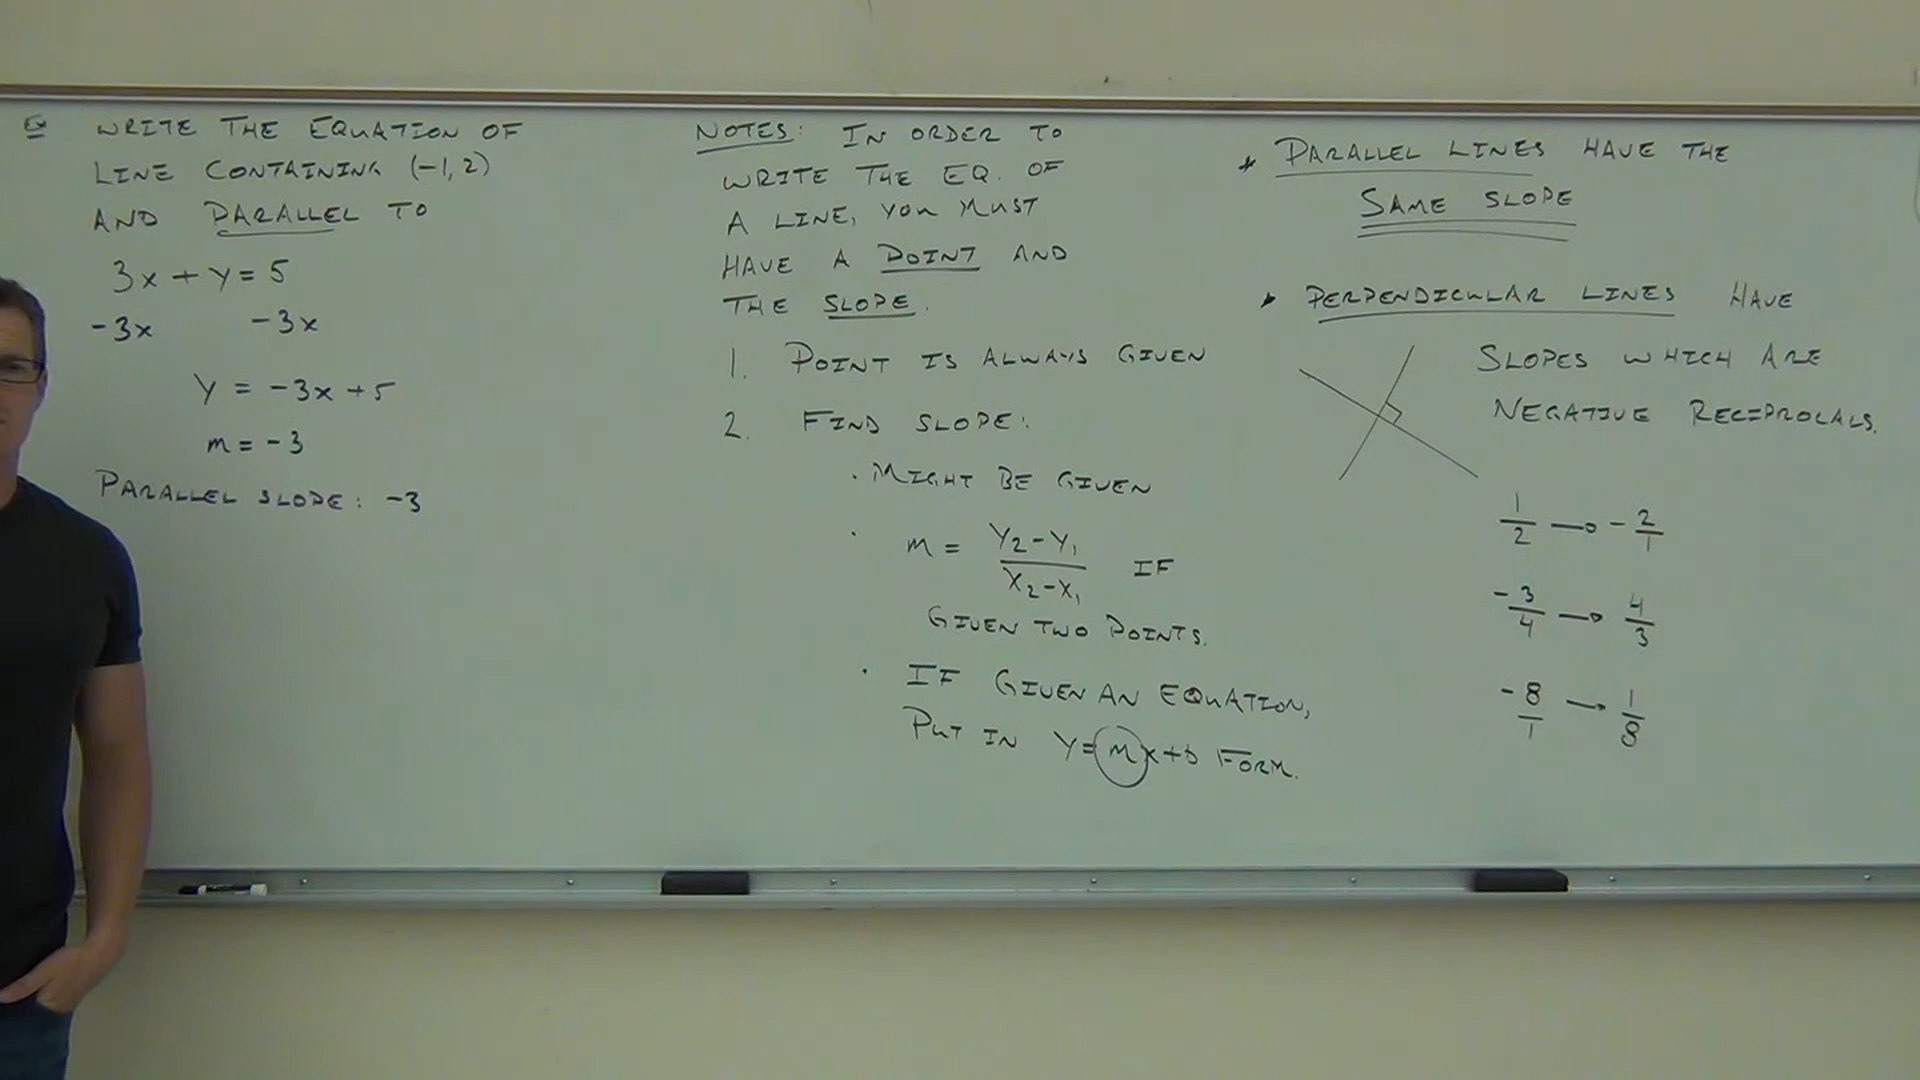 Ex WRITE THE EQUATION OF
LINE CONTAINING (-1, 2)
AND PARALLEL TO
3x + y = 5
-3x -3x
y = -3x + 5
m = -3
PARALLEL SLOPE: -3
NOTES: IN ORDER TO
WRITE THE EQ. OF
A LINE, YOU MUST
HAVE A POINT AND
THE SLOPE.
1. POINT IS ALWAYS GIVEN
2. FIND SLOPE:
· MIGHT BE GIVEN
· m = (Y₂-Y₁)/(X₂-X₁) IF
GIVEN TWO POINTS.
· IF GIVEN AN EQUATION,
PUT IN Y=mx+b FORM.
* PARALLEL LINES HAVE THE
SAME SLOPE
* PERPENDICULAR LINES HAVE
SLOPES WHICH ARE
NEGATIVE RECIPROCALS.
1/2 → -2/1
-3/4 → 4/3
-8/1 → 1/8